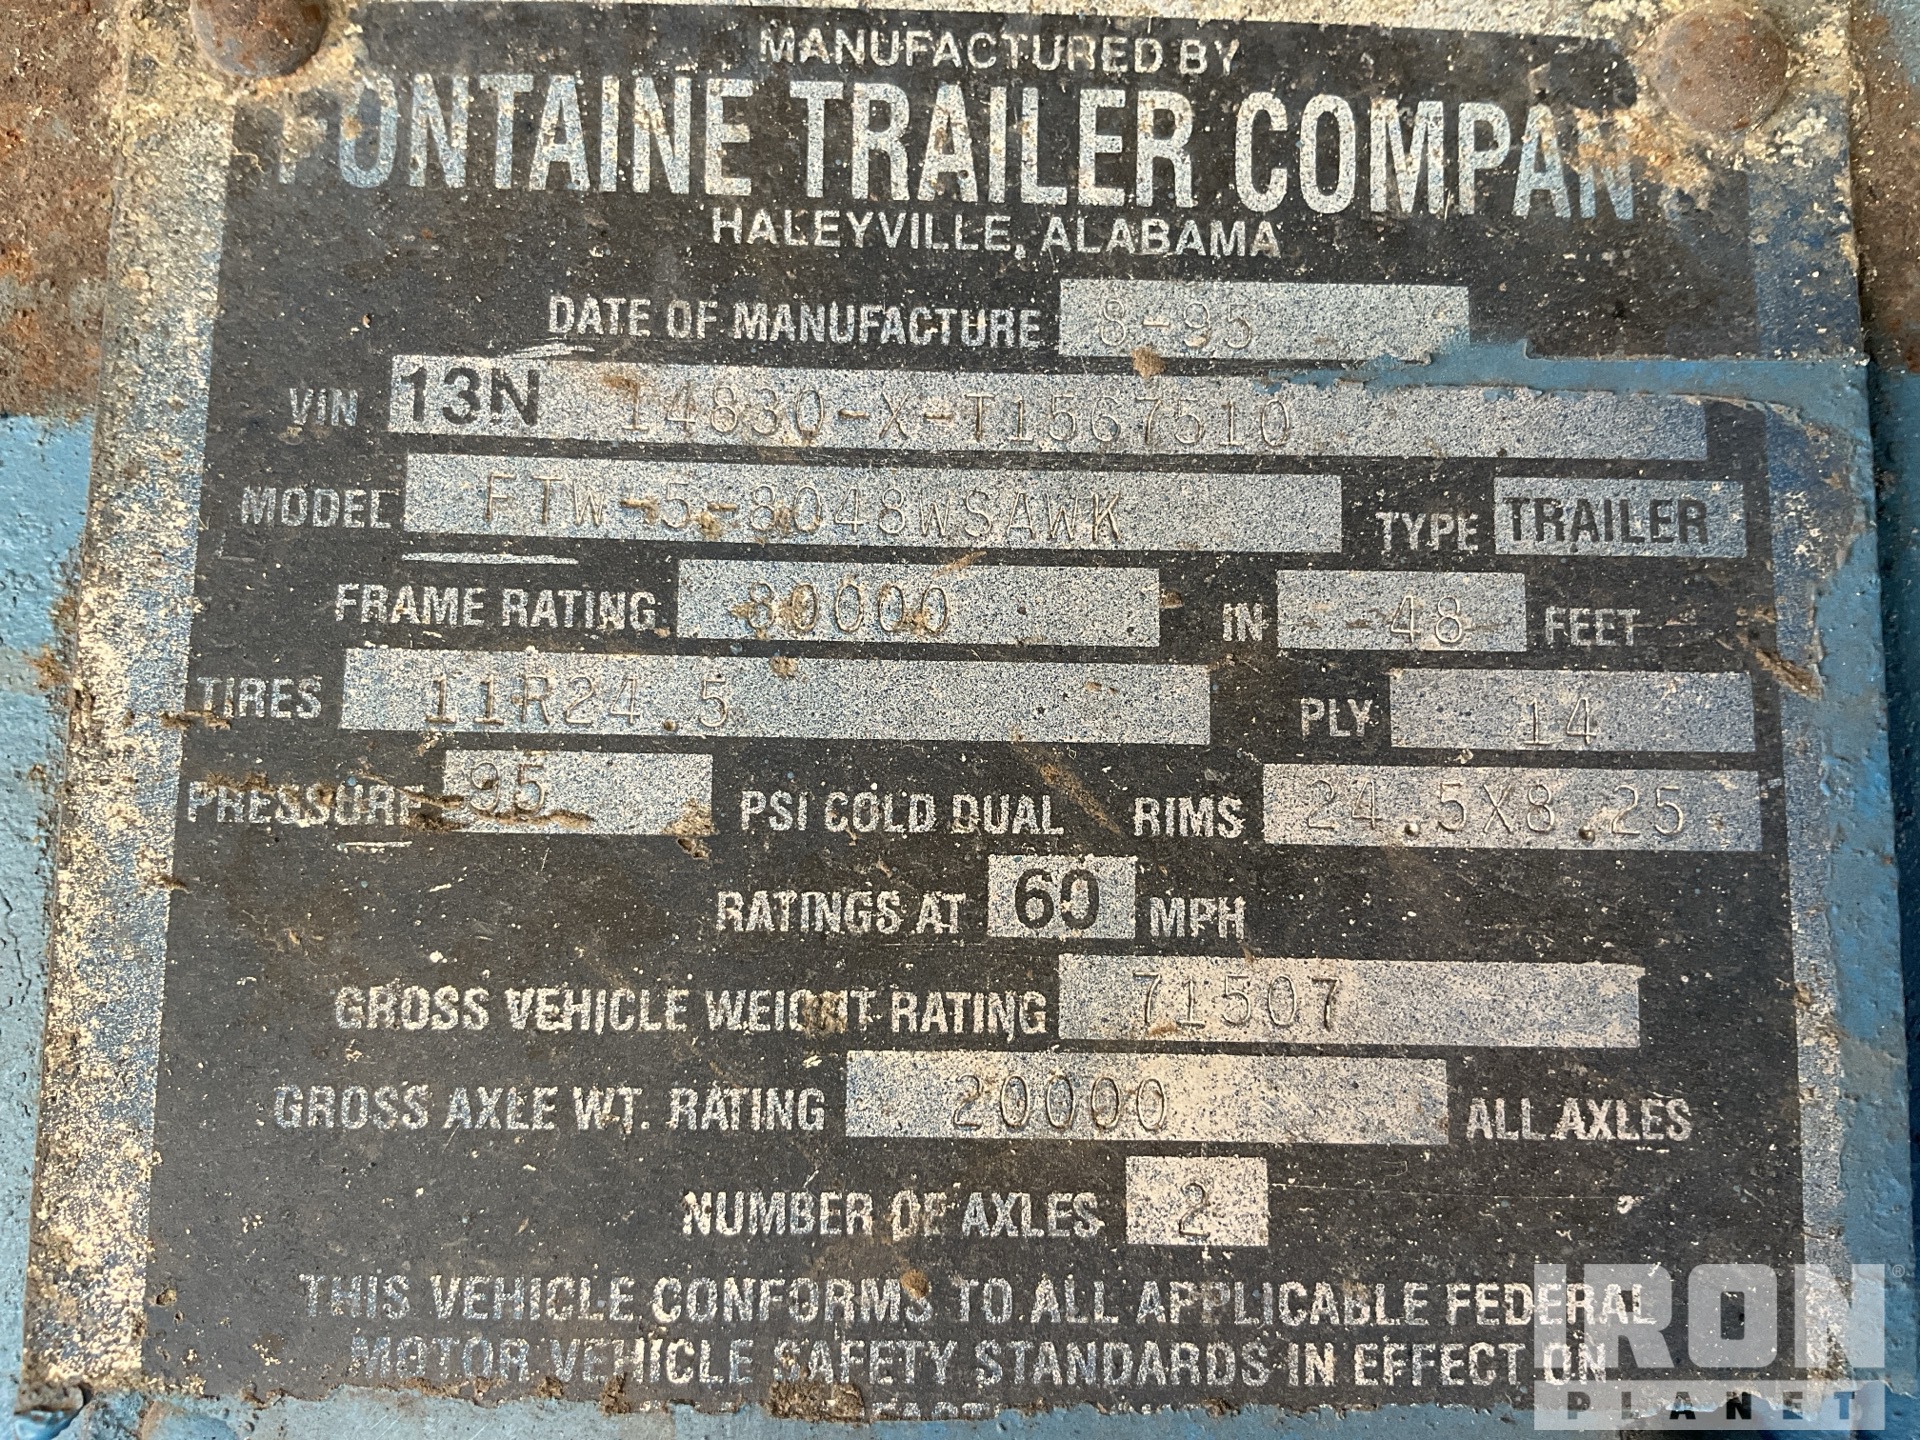 MANUFACTURED BY
FONTAINE TRAILER COMPANY
HALEYVILLE, ALABAMA
DATE OF MANUFACTURE 8-95
VIN 13N 14830-X-T1567510
MODEL FTW-5-8048WSAWK TYPE TRAILER
FRAME RATING 80000 IN --48- FEET
TIRES 11R24.5 PLY 14
PRESSURE 95 PSI COLD DUAL RIMS 24.5X8.25
RATINGS AT 60 MPH
GROSS VEHICLE WEIGHT RATING 71507
GROSS AXLE WT. RATING 20000 ALL AXLES
NUMBER OF AXLES 2
THIS VEHICLE CONFORMS TO ALL APPLICABLE FEDERAL
MOTOR VEHICLE SAFETY STANDARDS IN EFFECT ON
IRON®
PLANET